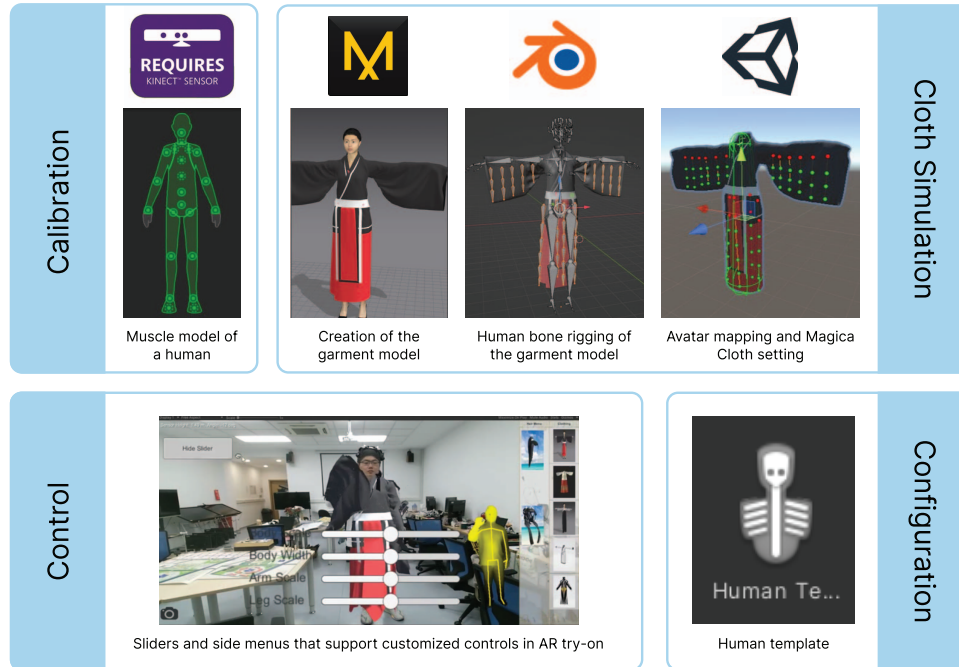 Calibration
REQUIRES
KINECT™ SENSOR
Muscle model of
a human
Creation of the
garment model
Human bone rigging of
the garment model
Avatar mapping and Magica
Cloth setting
Cloth Simulation
Control
Hide Slider
Body Width
Arm Scale
Leg Scale
Sliders and side menus that support customized controls in AR try-on
Human Te...
Human template
Configuration